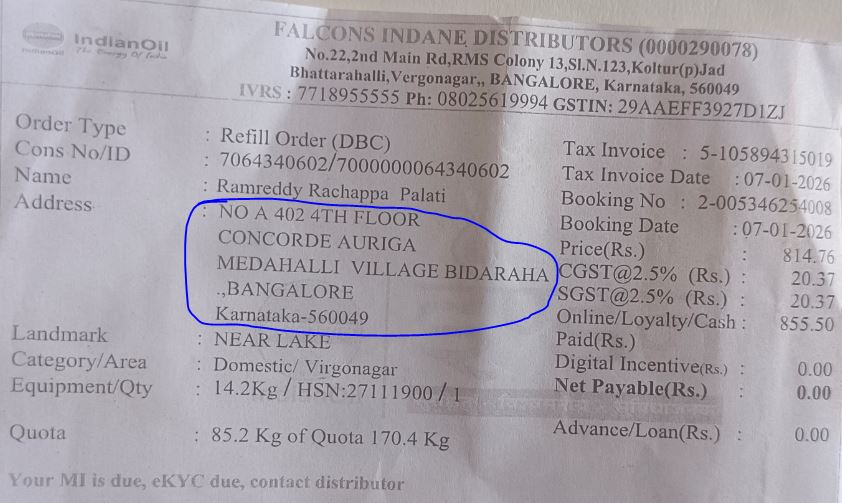 IndianOil
The Energy Of India
IndianOil
FALCONS INDANE DISTRIBUTORS (0000290078)
No.22,2nd Main Rd,RMS Colony 13,Sl.N.123,Koltur(p)Jad
Bhattarahalli,Vergonagar,, BANGALORE, Karnataka, 560049
IVRS : 7718955555 Ph: 08025619994 GSTIN: 29AAEFF3927D1ZJ
Order Type : Refill Order (DBC)
Cons No/ID : 7064340602/7000000064340602
Name : Ramreddy Rachappa Palati
Address : NO A 402 4TH FLOOR
CONCORDE AURIGA
MEDAHALLI VILLAGE BIDARAHA
.,BANGALORE
Karnataka-560049
Landmark : NEAR LAKE
Category/Area : Domestic/ Virgonagar
Equipment/Qty : 14.2Kg / HSN:27111900 / 1
Quota : 85.2 Kg of Quota 170.4 Kg
Your MI is due, eKYC due, contact distributor
Tax Invoice : 5-105894315019
Tax Invoice Date : 07-01-2026
Booking No : 2-005346254008
Booking Date : 07-01-2026
Price(Rs.) : 814.76
CGST@2.5% (Rs.) : 20.37
SGST@2.5% (Rs.) : 20.37
Online/Loyalty/Cash : 855.50
Paid(Rs.)
Digital Incentive(Rs.) : 0.00
Net Payable(Rs.) : 0.00
Advance/Loan(Rs.) : 0.00